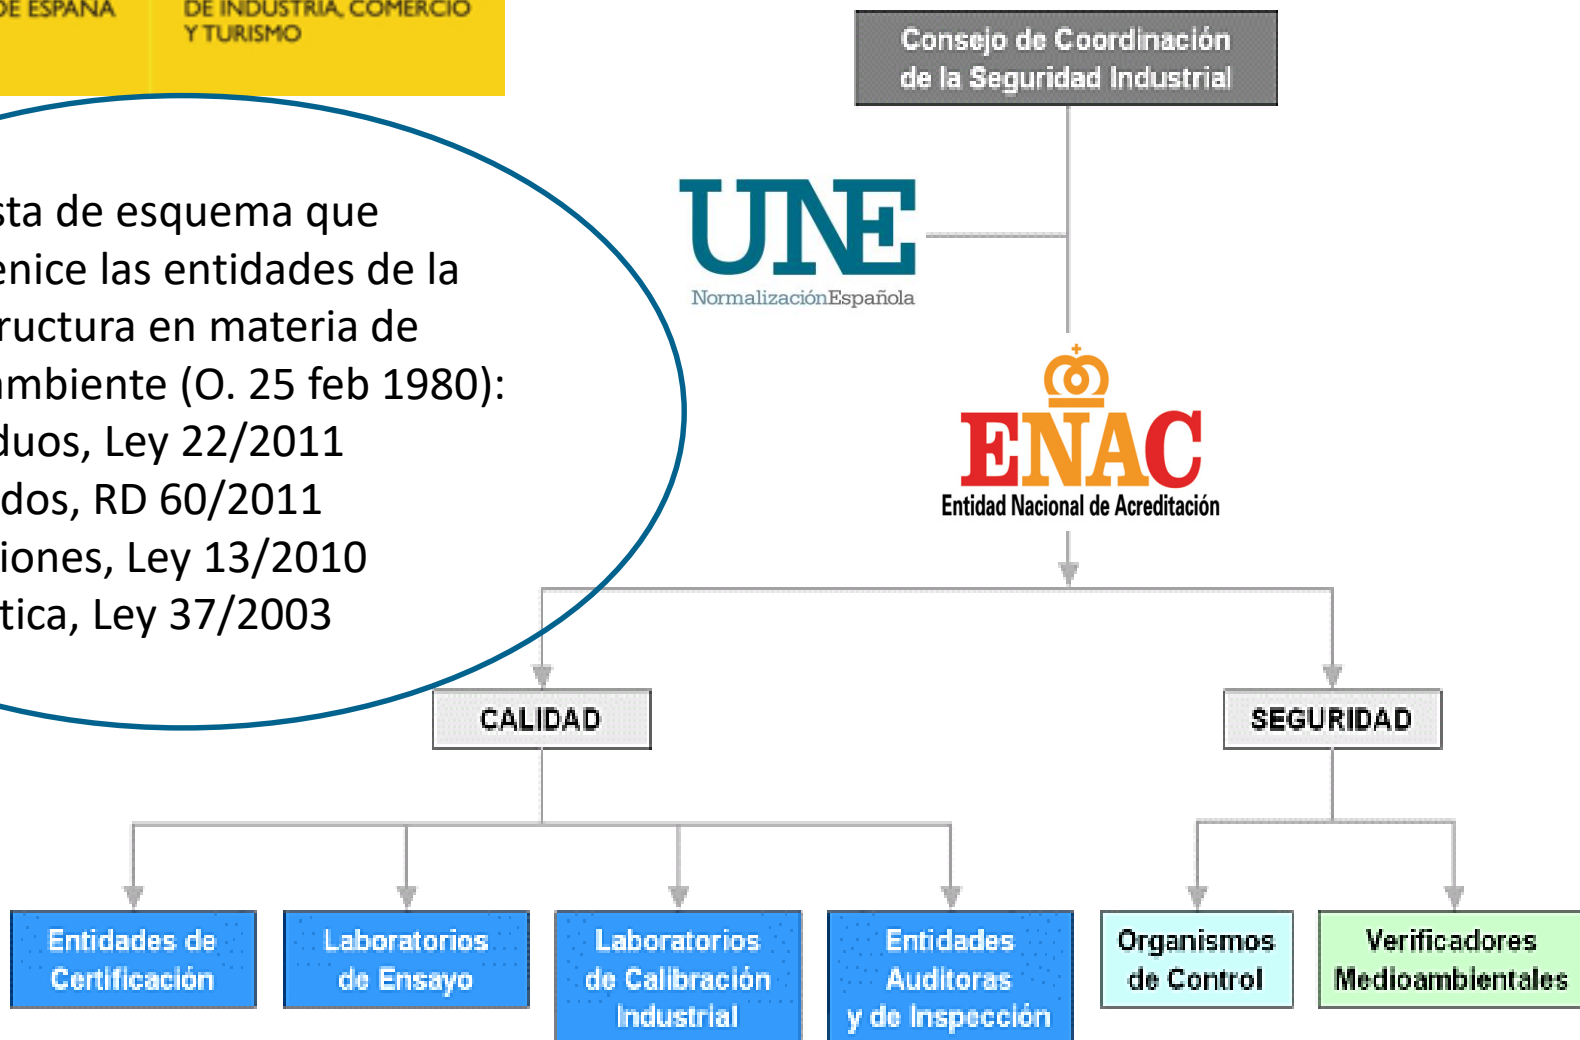 DE ESPAÑA
DE INDUSTRIA, COMERCIO
Y TURISMO
Consejo de Coordinación
de la Seguridad Industrial
sta de esquema que
enice las entidades de la
tructura en materia de
ambiente (O. 25 feb 1980):
duos, Ley 22/2011
dos, RD 60/2011
iones, Ley 13/2010
tica, Ley 37/2003
UNE
NormalizaciónEspañola
ENAC
Entidad Nacional de Acreditación
CALIDAD
SEGURIDAD
Entidades de
Certificación
Laboratorios
de Ensayo
Laboratorios
de Calibración
Industrial
Entidades
Auditoras
y de Inspección
Organismos
de Control
Verificadores
Medioambientales